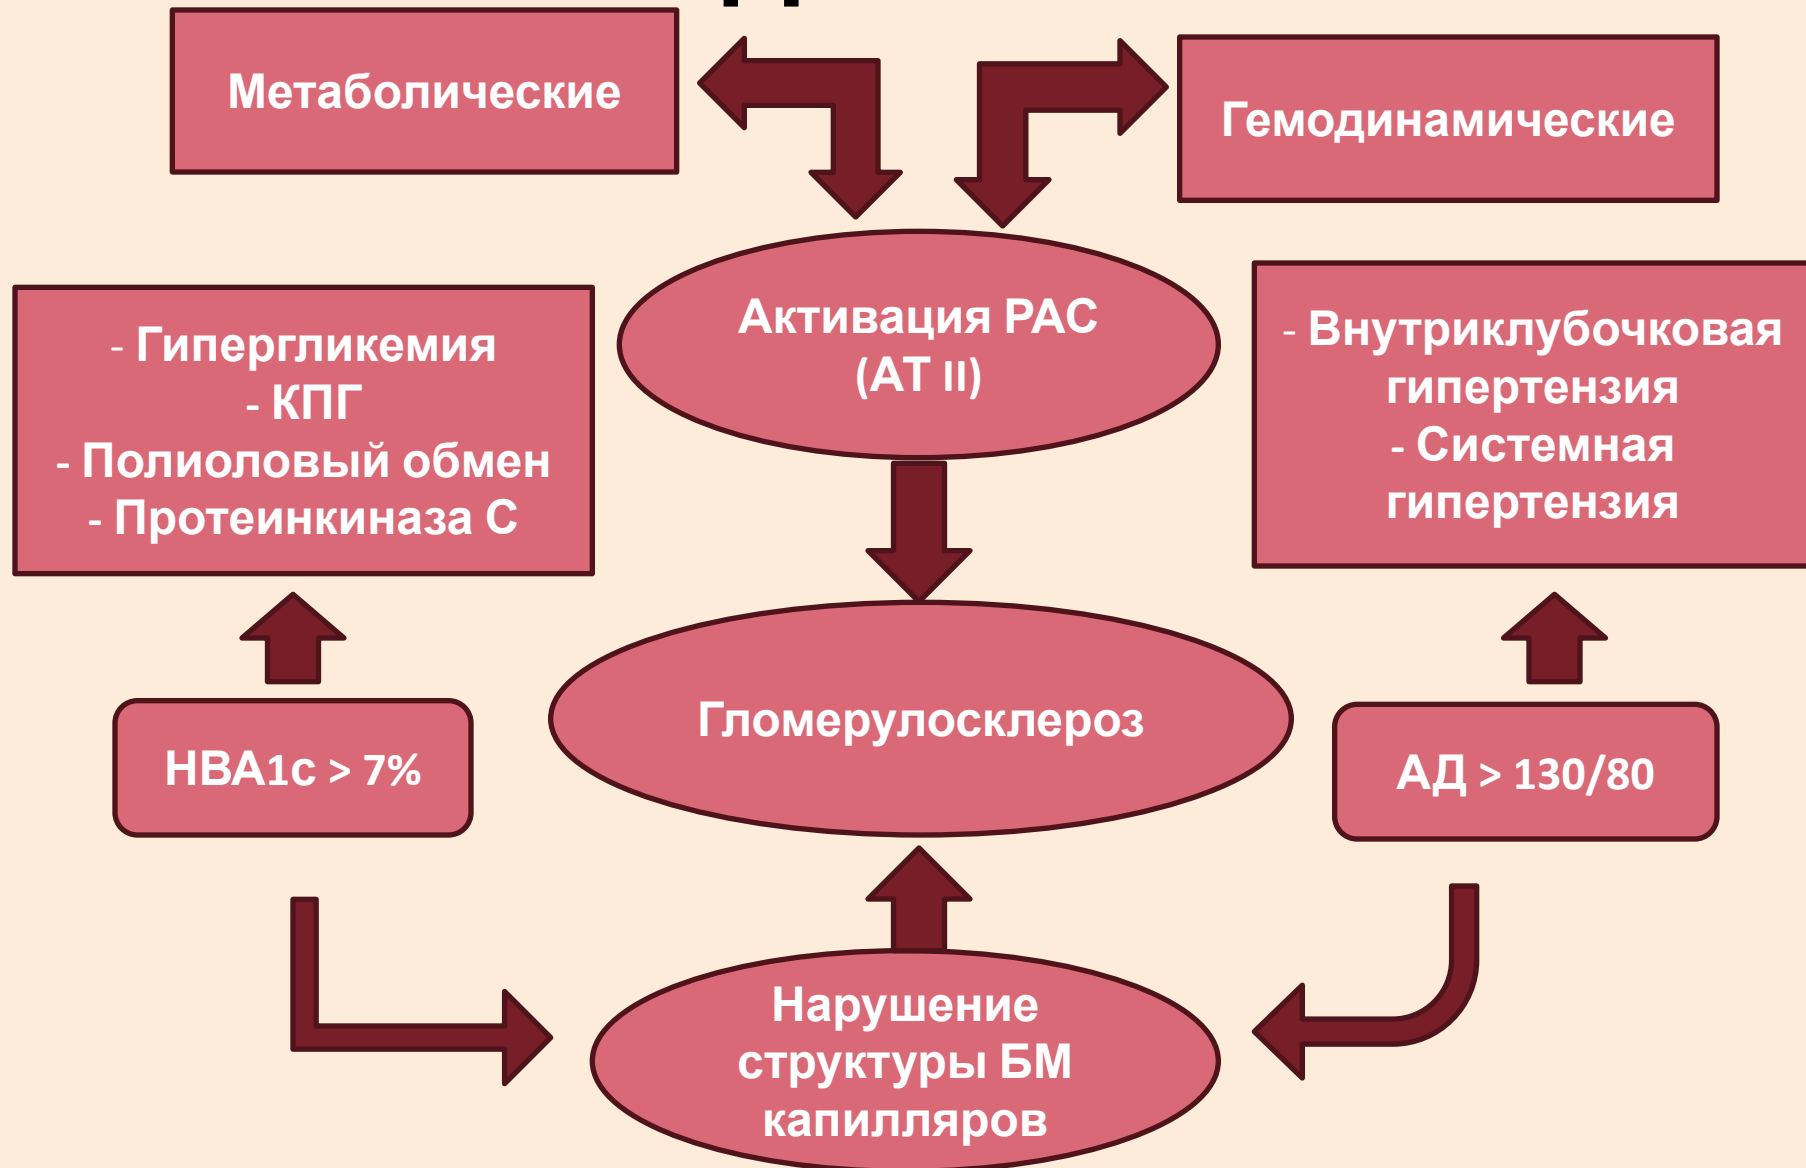 Метаболические
Гемодинамические
Активация РАС
(АТ II)
- Гипергликемия
- КПГ
- Полиоловый обмен
- Протеинкиназа С
- Внутриклубочковая
гипертензия
- Системная
гипертензия
Гломерулосклероз
НВА1с > 7%
АД > 130/80
Нарушение
структуры БМ
капилляров